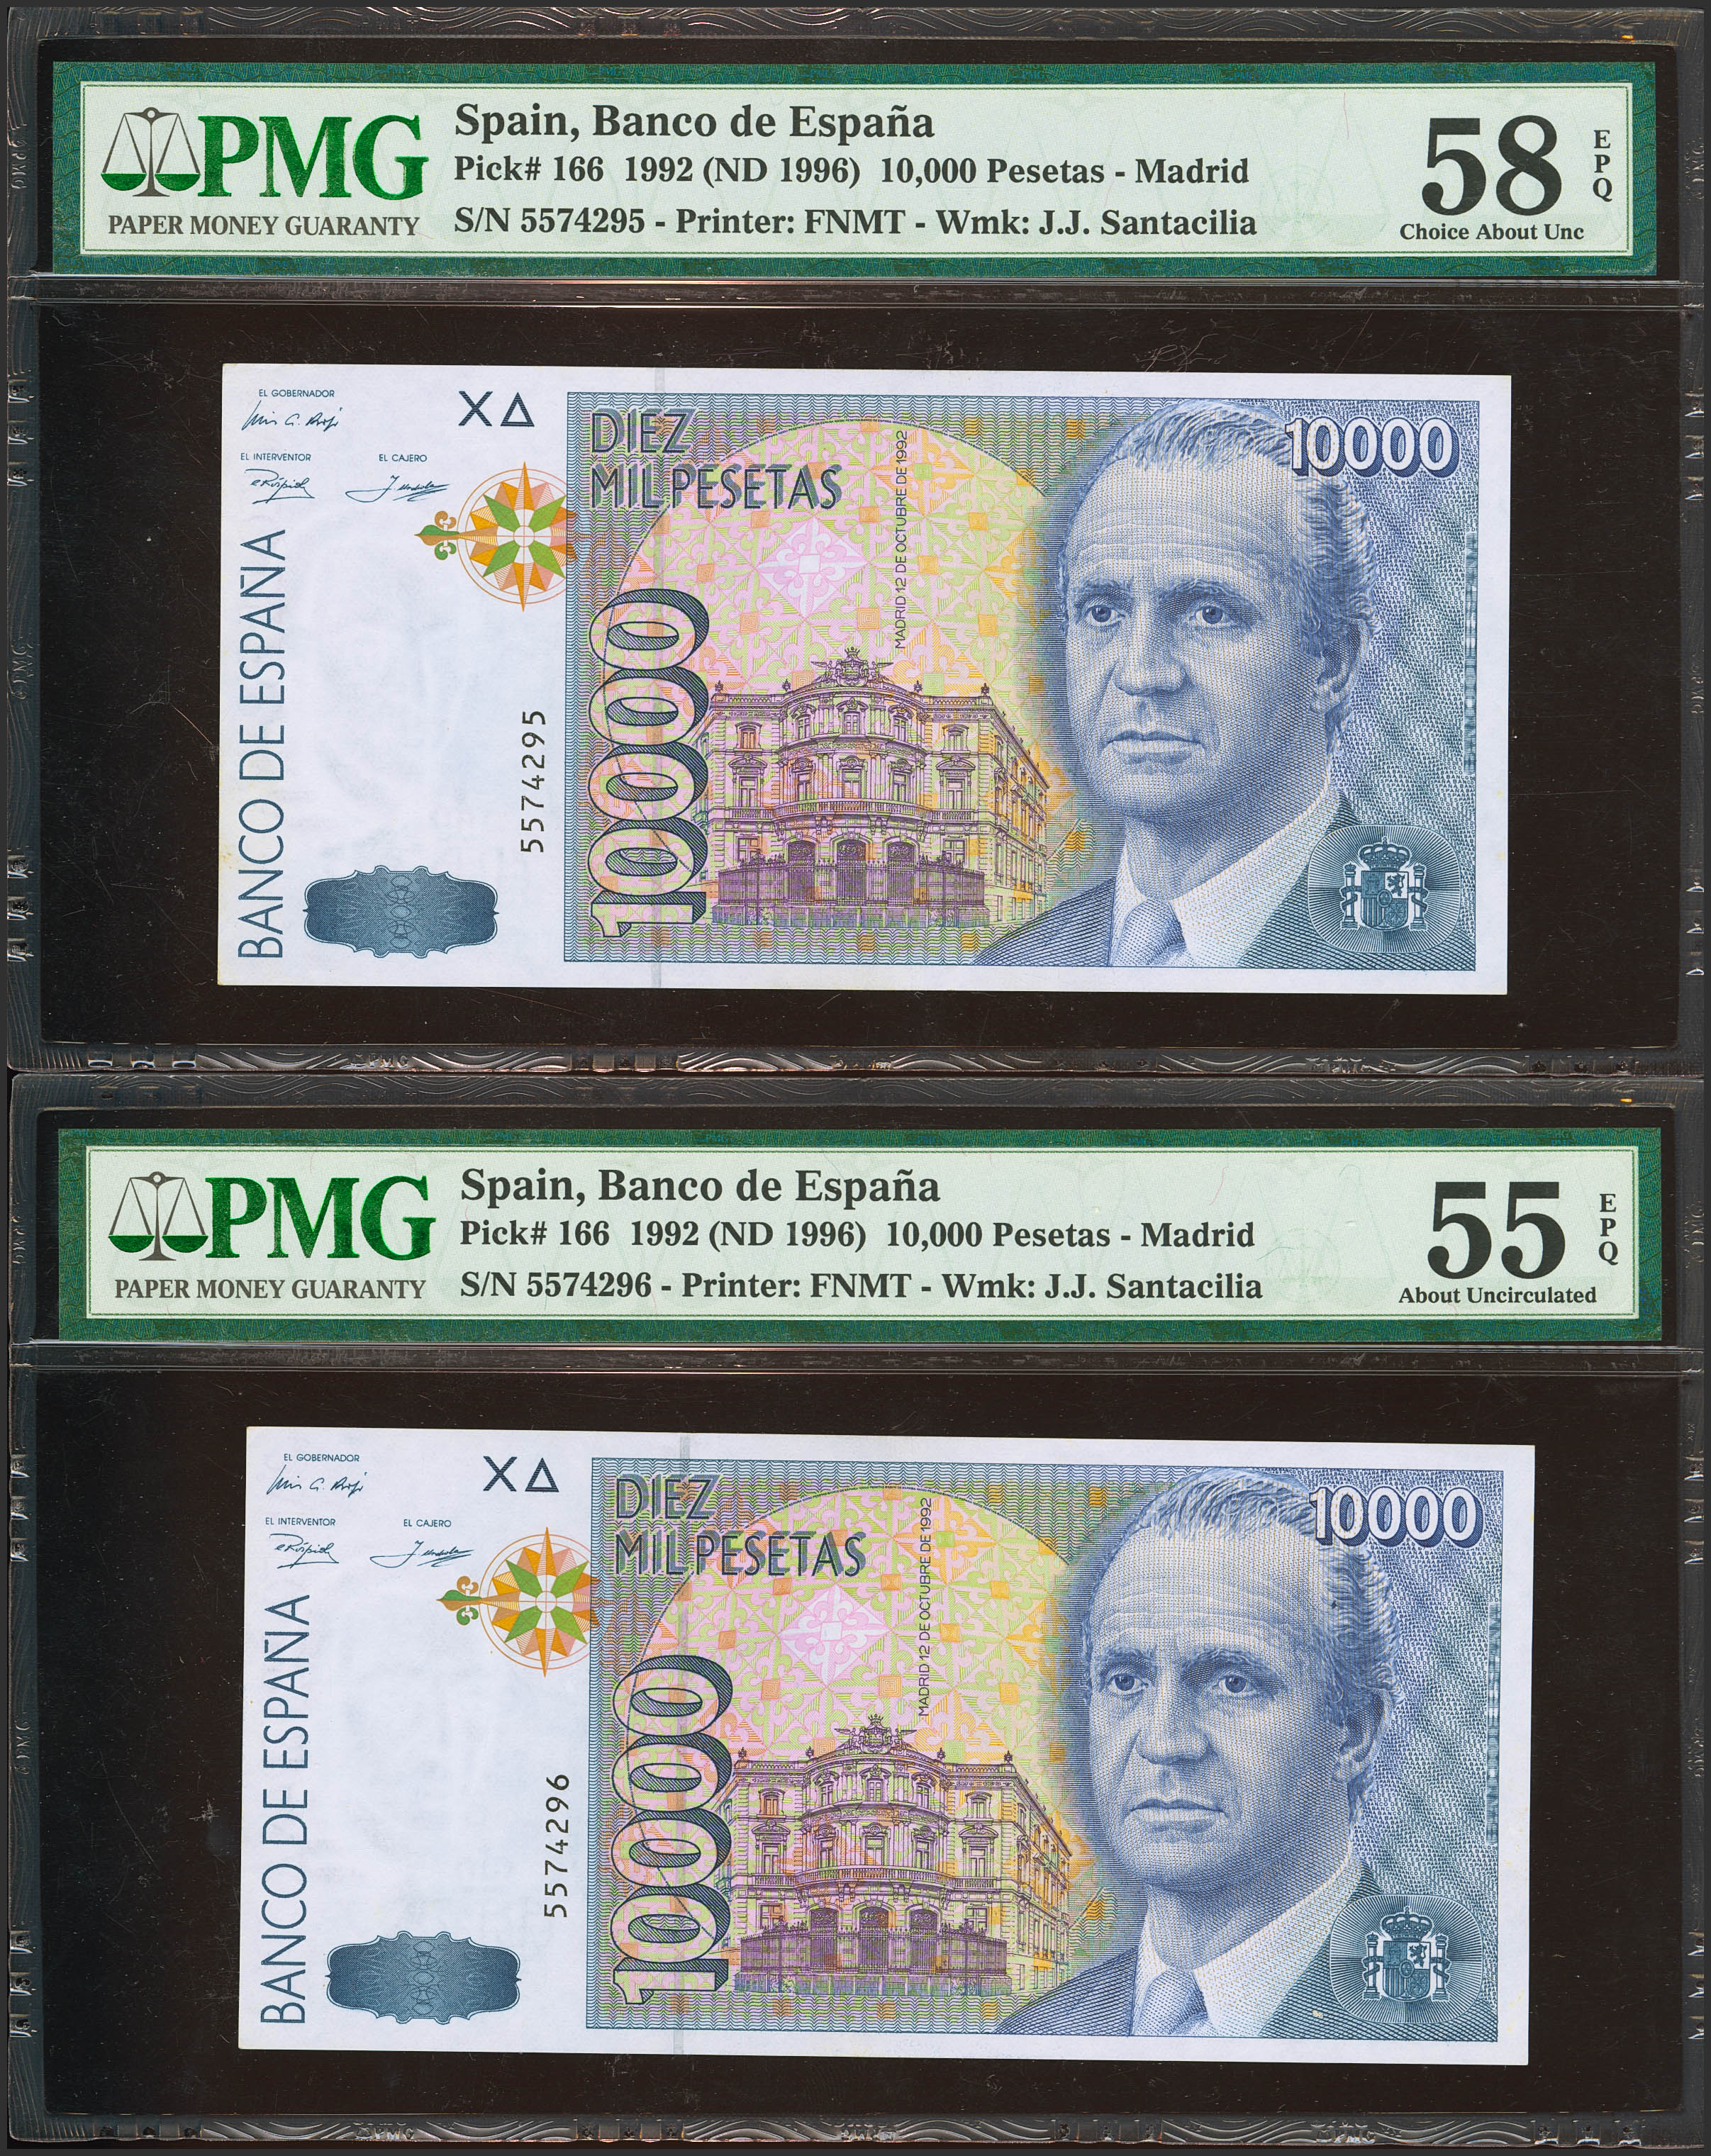 PMG
PAPER MONEY GUARANTY
Spain, Banco de España
Pick# 166 1992 (ND 1996) 10,000 Pesetas - Madrid
S/N 5574295 - Printer: FNMT - Wmk: J.J. Santacilia
58
EPQ
Choice About Unc
EL GOBERNADOR
EL INTERVENTOR
EL CAJERO
XΔ
DIEZ
MIL PESETAS
10000
MADRID 12 DE OCTUBRE DE 1992
BANCO DE ESPAÑA
5574295
10000
PMG
PAPER MONEY GUARANTY
Spain, Banco de España
Pick# 166 1992 (ND 1996) 10,000 Pesetas - Madrid
S/N 5574296 - Printer: FNMT - Wmk: J.J. Santacilia
55
EPQ
About Uncirculated
EL GOBERNADOR
EL INTERVENTOR
EL CAJERO
XΔ
DIEZ
MIL PESETAS
10000
MADRID 12 DE OCTUBRE DE 1992
BANCO DE ESPAÑA
5574296
10000